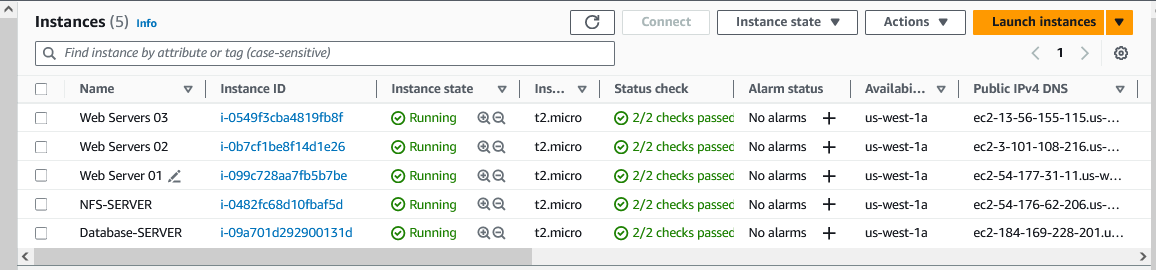 Instances (5) Info Connect Instance state Actions Launch instances
Find instance by attribute or tag (case-sensitive) 1
Name Instance ID Instance state Ins... Status check Alarm status Availabi... Public IPv4 DNS
Web Servers 03 i-0549f3cba4819fb8f Running t2.micro 2/2 checks passed No alarms + us-west-1a ec2-13-56-155-115.us-...
Web Servers 02 i-0b7cf1be8f14d1e26 Running t2.micro 2/2 checks passed No alarms + us-west-1a ec2-3-101-108-216.us-...
Web Server 01 i-099c728aa7fb5b7be Running t2.micro 2/2 checks passed No alarms + us-west-1a ec2-54-177-31-11.us-w...
NFS-SERVER i-0482fc68d10fbaf5d Running t2.micro 2/2 checks passed No alarms + us-west-1a ec2-54-176-62-206.us-...
Database-SERVER i-09a701d292900131d Running t2.micro 2/2 checks passed No alarms + us-west-1a ec2-184-169-228-201.u...